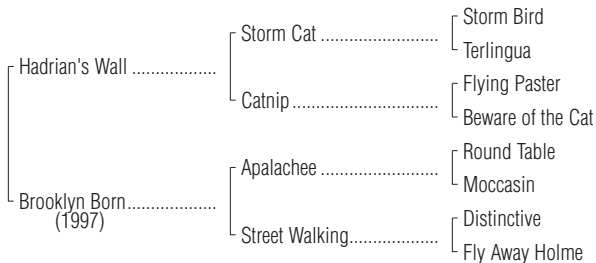 Storm Bird
Storm Cat ......................
Terlingua
Hadrian's Wall ................
Flying Paster
Catnip...........................
Beware of the Cat
Round Table
Apalachee ......................
Moccasin
Brooklyn Born.................
(1997)
Distinctive
Street Walking.................
Fly Away Holme